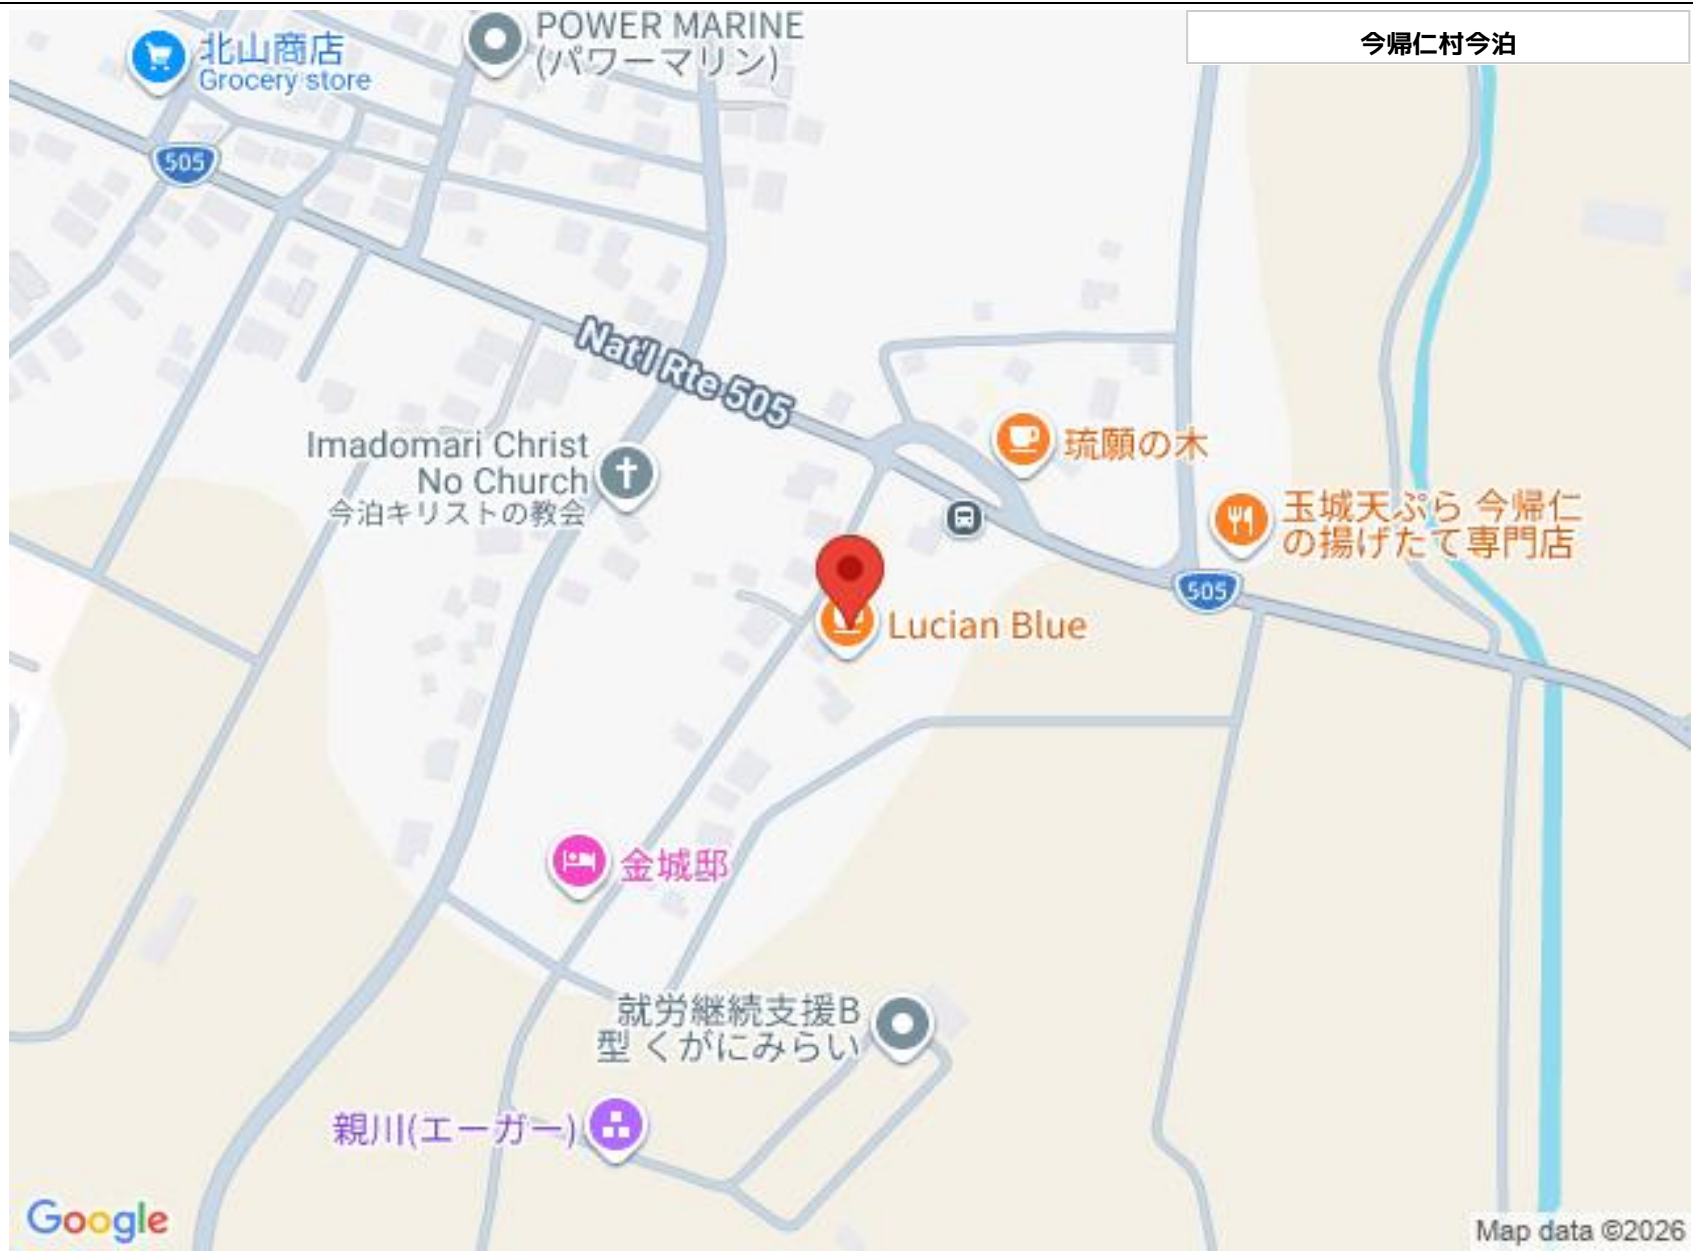 今帰仁村今泊
北山商店
Grocery store
POWER MARINE
(パワーマリン)
505
Nat'l Rte 505
Imadomari Christ
No Church
今泊キリストの教会
琉願の木
玉城天ぷら 今帰仁
の揚げたて専門店
505
Lucian Blue
金城邸
就労継続支援B
型 くがにみらい
親川(エーガー)
Google
Map data ©2026